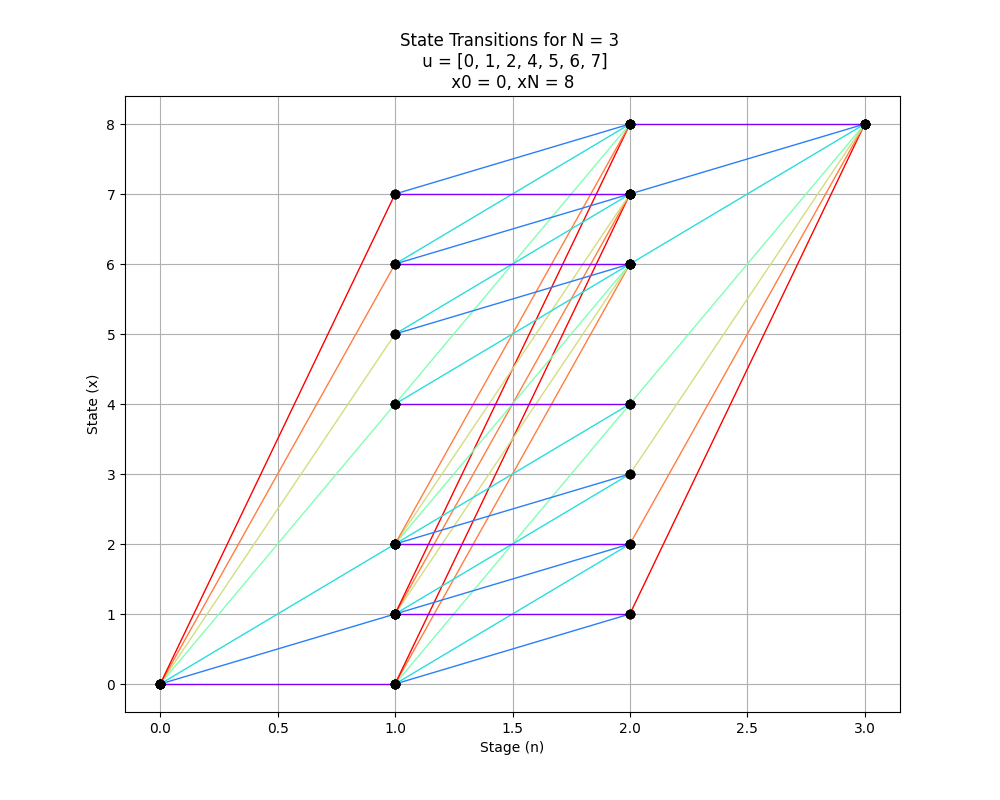 State Transitions for N = 3
u = [0, 1, 2, 4, 5, 6, 7]
x0 = 0, xN = 8
8
7
6
5
4
3
2
1
0
State (x)
0.0 0.5 1.0 1.5 2.0 2.5 3.0
Stage (n)